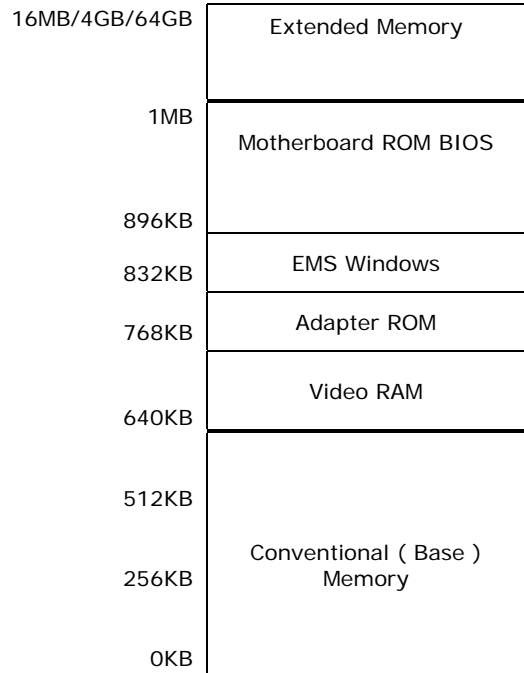 16MB/4GB/64GB
Extended Memory
1MB
Motherboard ROM BIOS
896KB
EMS Windows
832KB
Adapter ROM
768KB
Video RAM
640KB
512KB
Conventional ( Base )
Memory
256KB
0KB